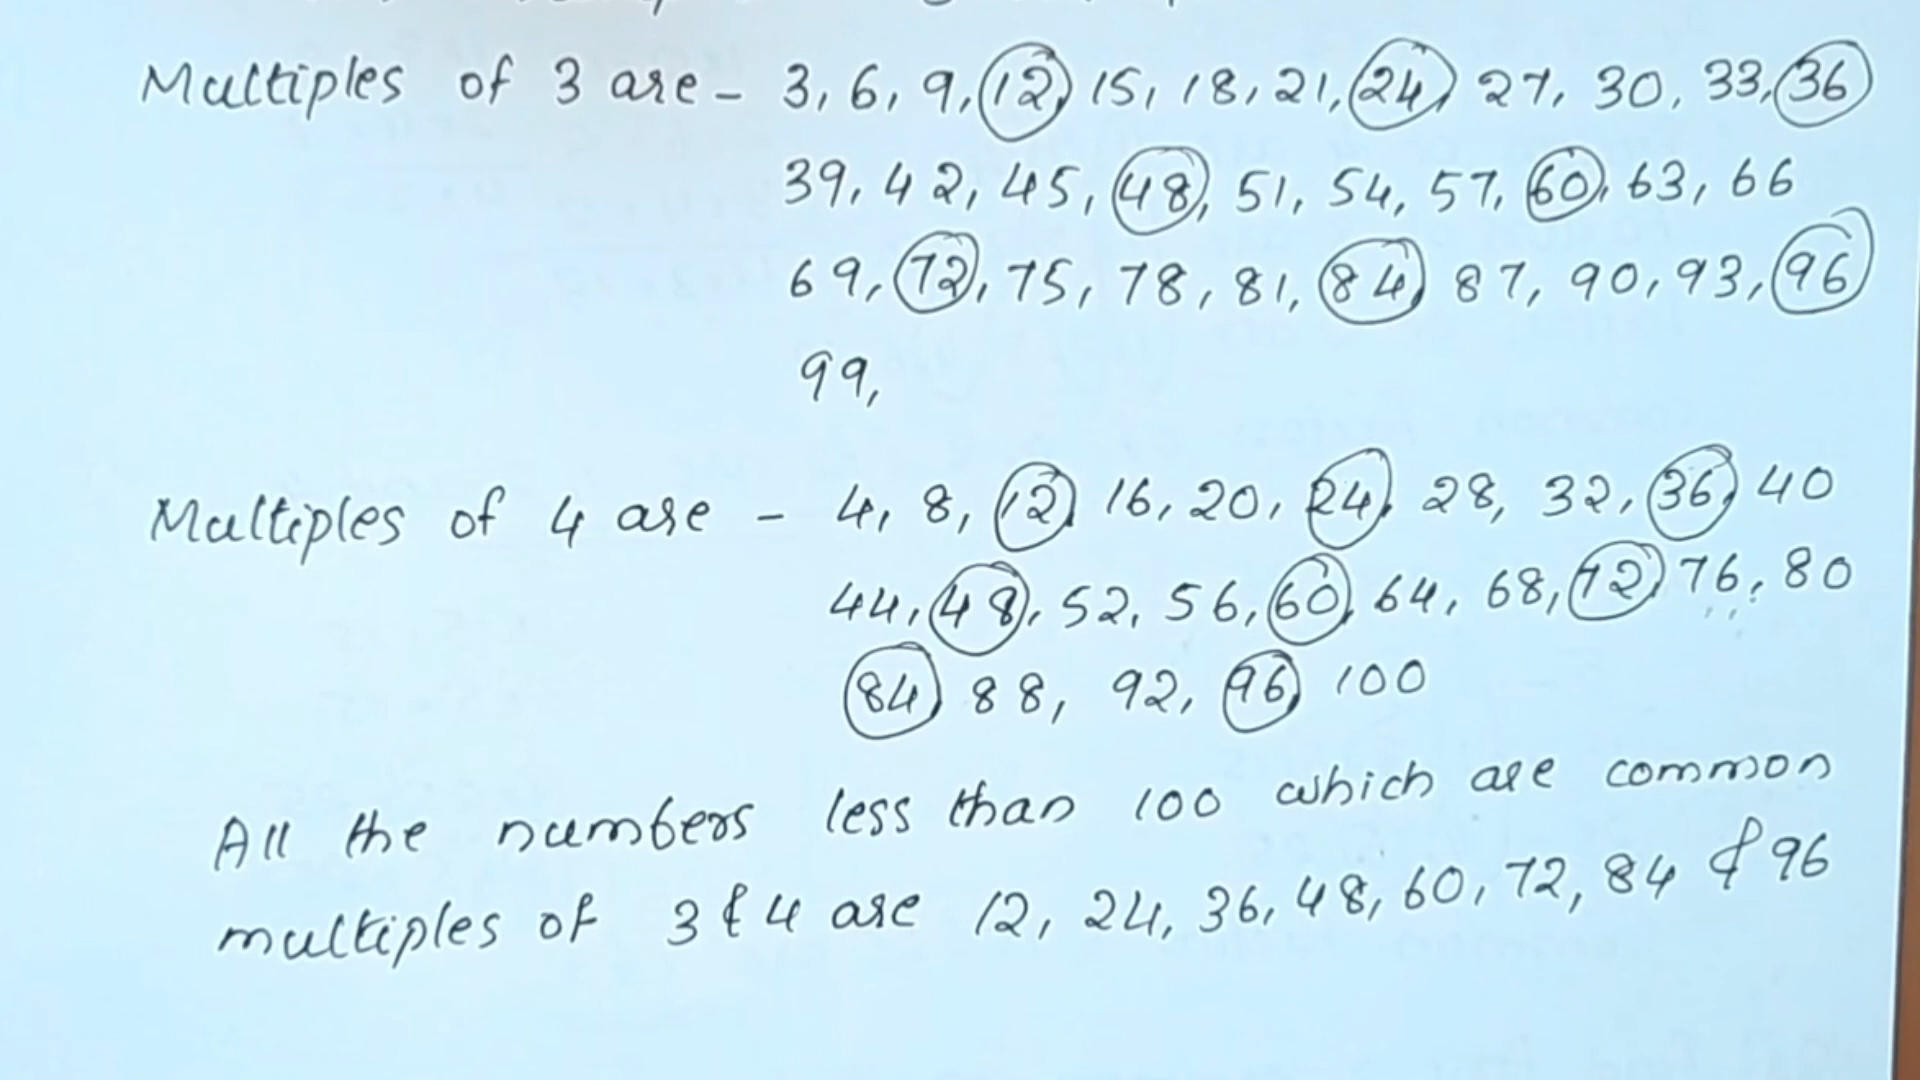 Multiples of 3 are - 3, 6, 9, 12, 15, 18, 21, 24, 27, 30, 33, 36
39, 42, 45, 48, 51, 54, 57, 60, 63, 66
69, 72, 75, 78, 81, 84, 87, 90, 93, 96
99,
Multiples of 4 are - 4, 8, 12, 16, 20, 24, 28, 32, 36, 40
44, 48, 52, 56, 60, 64, 68, 72, 76, 80
84, 88, 92, 96, 100
All the numbers less than 100 which are common
multiples of 3 & 4 are 12, 24, 36, 48, 60, 72, 84 & 96